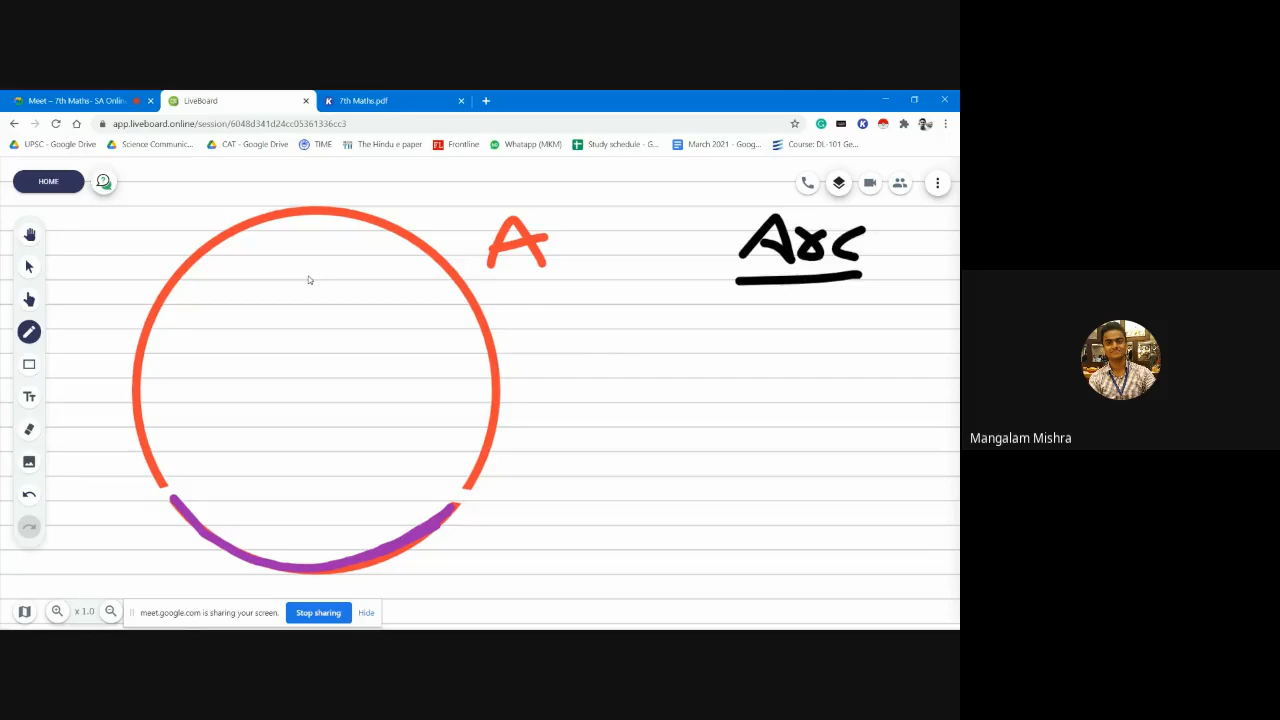 Meet – 7th Maths- SA Onlin
LiveBoard
7th Maths.pdf
app.liveboard.online/session/6048d341d24cc05361336cc3
UPSC - Google Drive
Science Communic...
CAT - Google Drive
TIME
The Hindu e paper
FL
Frontline
Whatapp (MKM)
Study schedule - G...
March 2021 - Goog...
Course: DL-101 Ge...
HOME
A
Arc
Tt
Mangalam Mishra
x 1.0
meet.google.com is sharing your screen.
Stop sharing
Hide